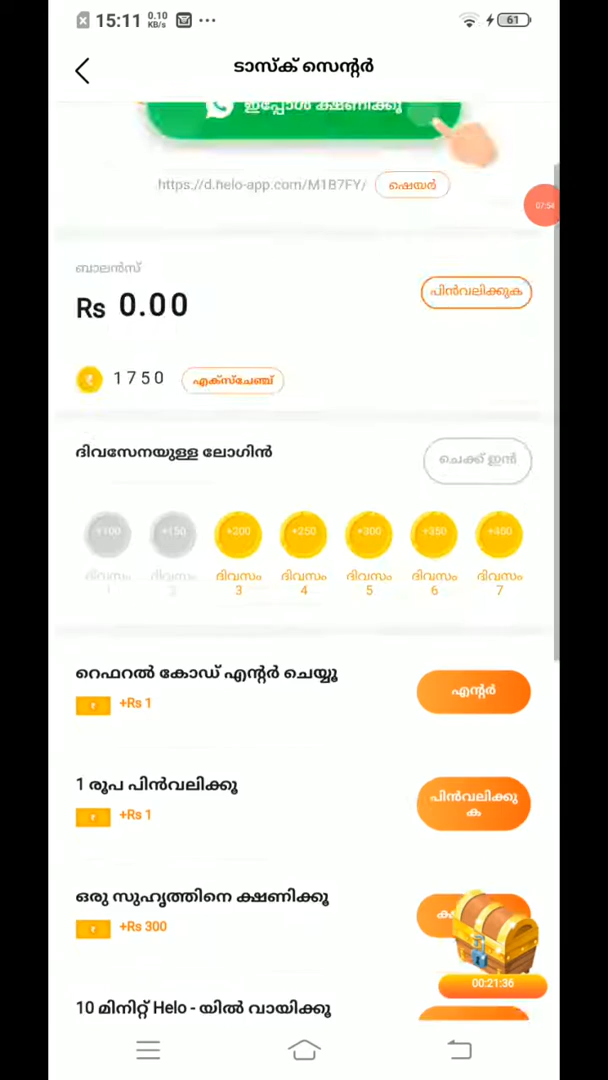 15:11 0.10 KB/s 61
ടാസ്ക് സെന്റർ
ഇപ്പോൾ ക്ഷണിക്കൂ
https://d.helo-app.com/M1B7FY/ ഷെയർ
07:54
ബാലൻസ്
Rs 0.00 പിൻവലിക്കുക
1750 എക്സ്ചേഞ്ച്
ദിവസേനയുള്ള ലോഗിൻ ചെക്ക് ഇൻ
+100 +150 +200 +250 +300 +350 +400
ദിവസം ദിവസം ദിവസം ദിവസം ദിവസം ദിവസം ദിവസം
1 2 3 4 5 6 7
റെഫറൽ കോഡ് എന്റർ ചെയ്യൂ എന്റർ
+Rs 1
1 രൂപ പിൻവലിക്കൂ പിൻവലിക്കു
ക
+Rs 1
ഒരു സുഹൃത്തിനെ ക്ഷണിക്കൂ
+Rs 300
00:21:36
10 മിനിറ്റ് Helo - യിൽ വായിക്കൂ